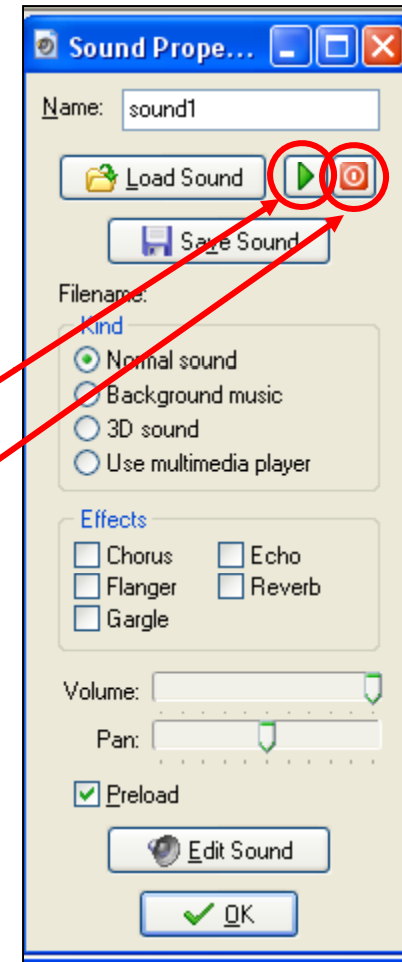 Sound Prope...
Name: sound1
Load Sound
Save Sound
Filename:
Kind
Normal sound
Background music
3D sound
Use multimedia player
Effects
Chorus Echo
Flanger Reverb
Gargle
Volume:
Pan:
Preload
Edit Sound
OK